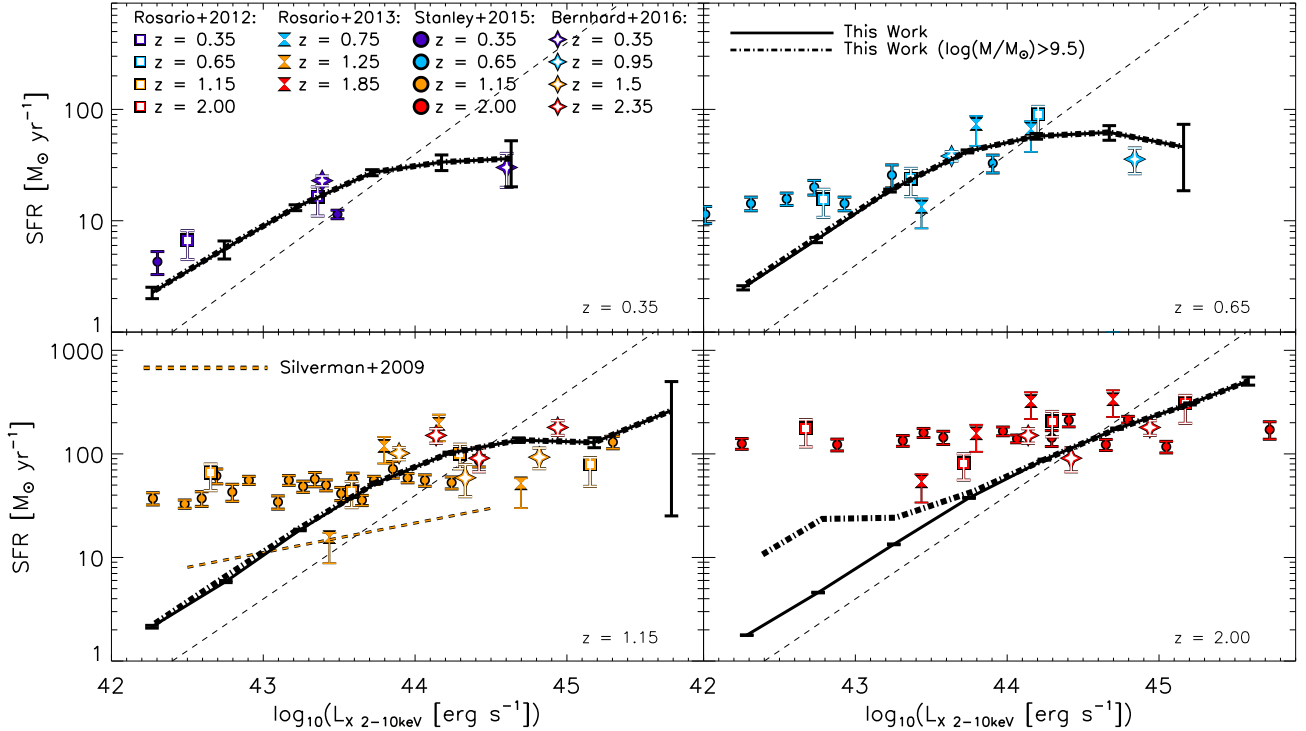 Rosario+2012: Rosario+2013: Stanley+2015: Bernhard+2016:
z = 0.35 z = 0.75 z = 0.35 z = 0.35
z = 0.65 z = 1.25 z = 0.65 z = 0.95
z = 1.15 z = 1.85 z = 1.15 z = 1.5
z = 2.00 z = 2.00 z = 2.35
This Work
This Work (log(M/M⊙)>9.5)
100
10
1
SFR [M⊙ yr⁻¹]
z = 0.35
z = 0.65
Silverman+2009
1000
100
10
1
SFR [M⊙ yr⁻¹]
z = 1.15
z = 2.00
42 43 44 45 42 43 44 45
log₁₀(L_X 2−10keV [erg s⁻¹]) log₁₀(L_X 2−10keV [erg s⁻¹])